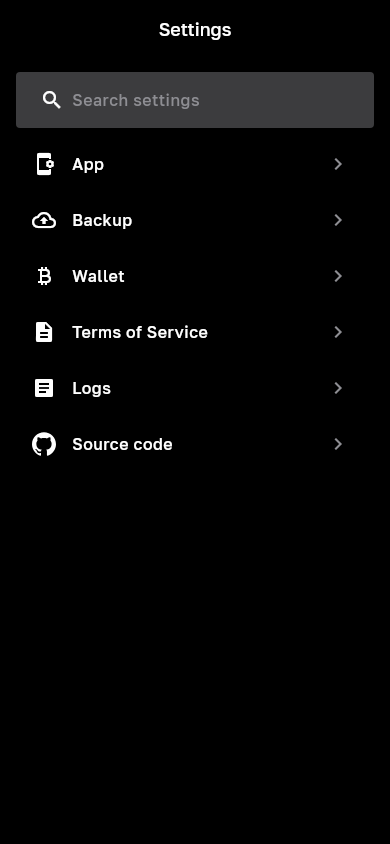 Settings
Search settings
App
Backup
Wallet
Terms of Service
Logs
Source code